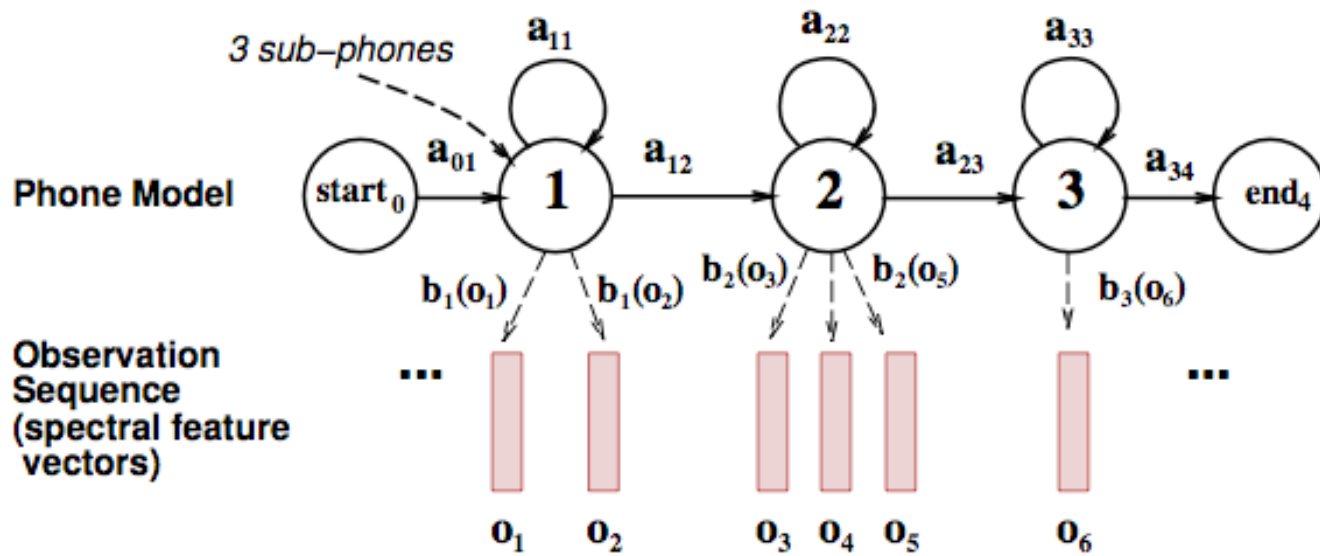 3 sub–phones
a₁₁
a₂₂
a₃₃
a₀₁
a₁₂
a₂₃
a₃₄
Phone Model
start₀
1
2
3
end₄
b₁(o₁)
b₁(o₂)
b₂(o₃)
b₂(o₅)
b₃(o₆)
Observation
Sequence
(spectral feature
vectors)
...
...
o₁
o₂
o₃
o₄
o₅
o₆